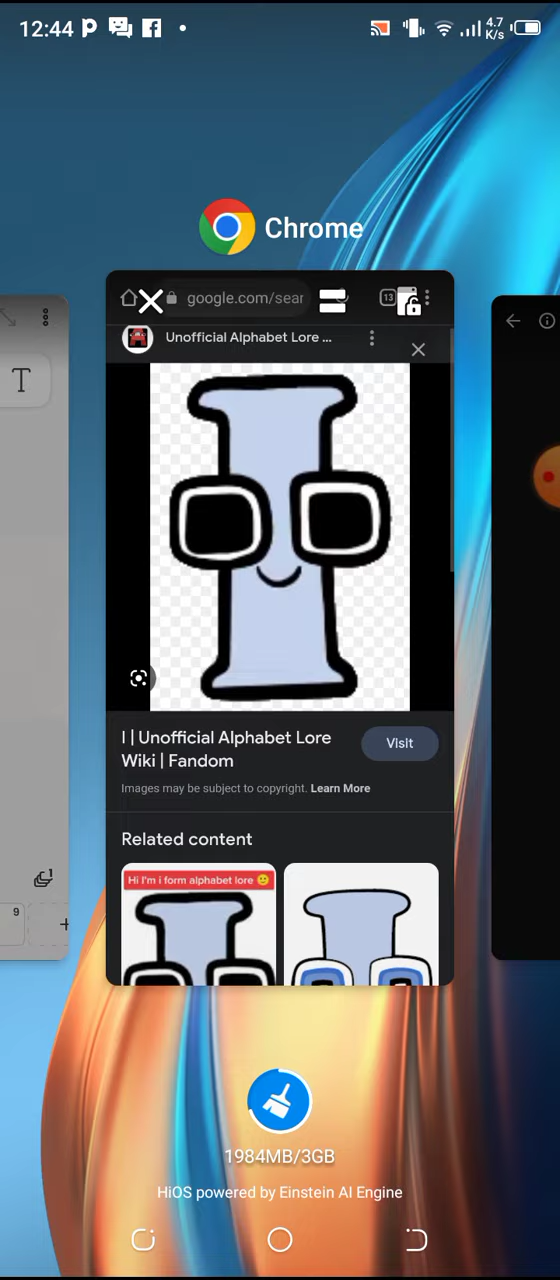 12:44
4.7
K/s
Chrome
google.com/sear
13
Unofficial Alphabet Lore ...
T
I | Unofficial Alphabet Lore
Wiki | Fandom
Visit
Images may be subject to copyright. Learn More
Related content
Hi I'm i form alphabet lore 🙂
1
9
1984MB/3GB
HiOS powered by Einstein AI Engine